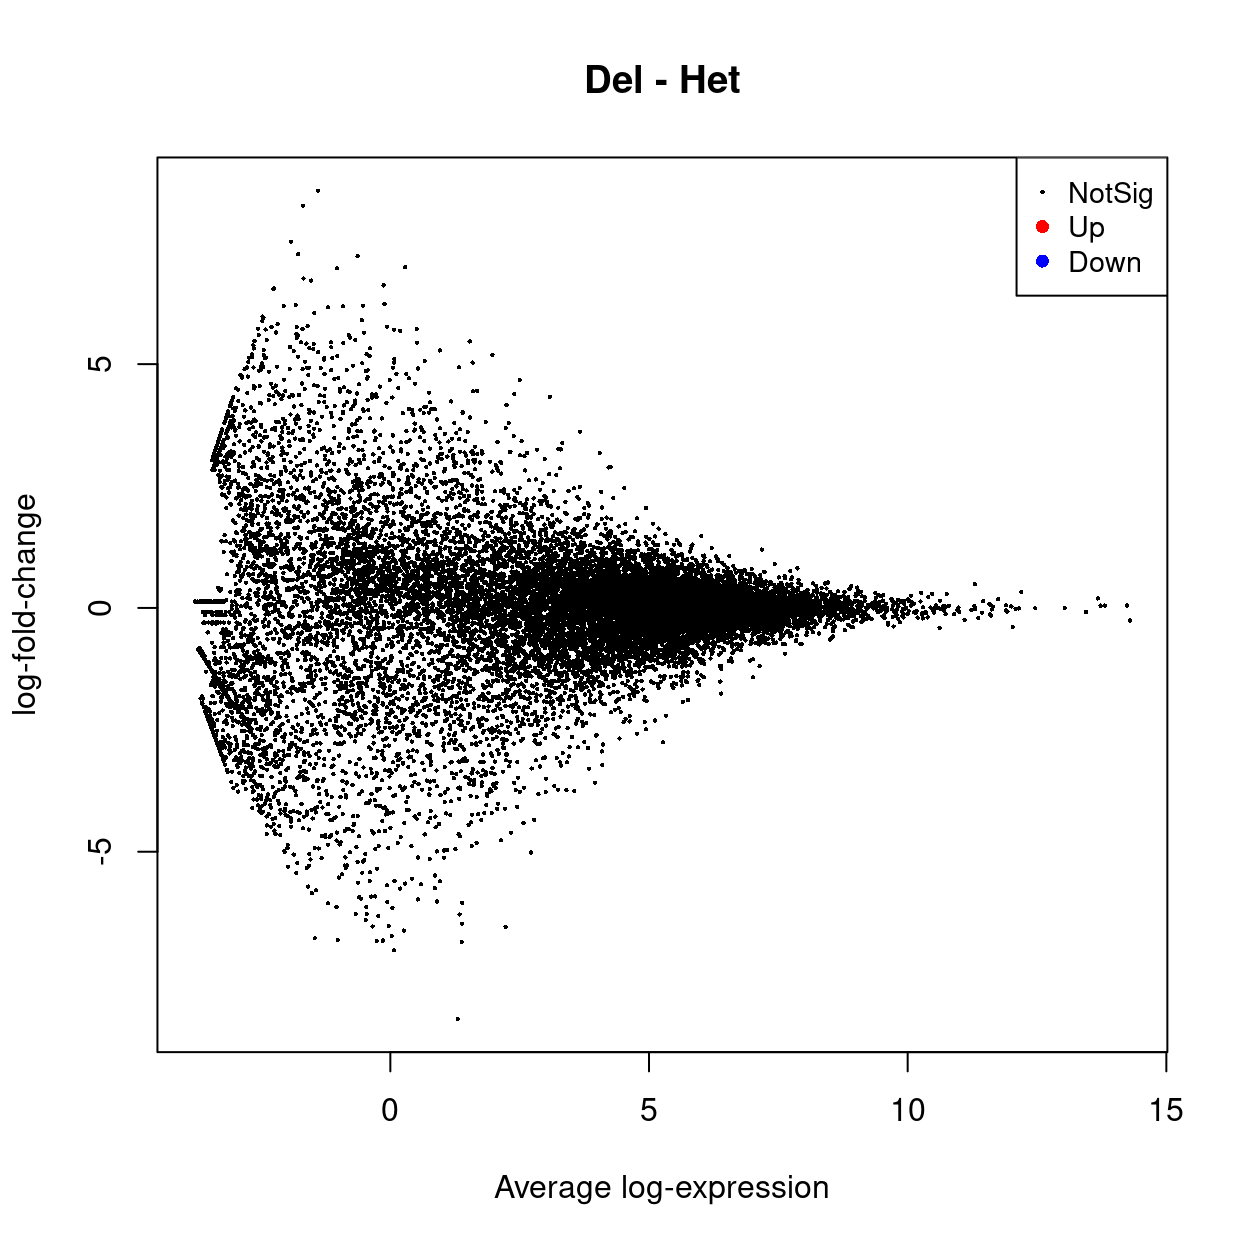 Del - Het
NotSig
Up
Down
5
0
-5
log-fold-change
0 5 10 15
Average log-expression